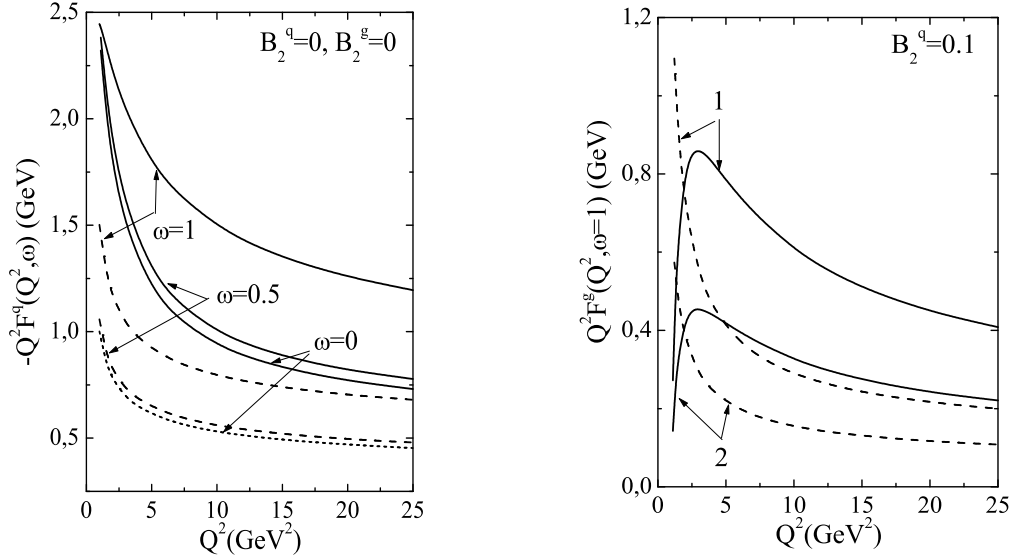 B₂^q=0, B₂^g=0
-Q²F^q(Q²,ω) (GeV)
2,5
2,0
1,5
1,0
0,5
ω=1
ω=0.5
ω=0
0
5
10
15
20
25
Q²(GeV²)
B₂^q=0.1
Q²F^g(Q²,ω=1) (GeV)
1,2
0,8
0,4
0,0
1
2
0
5
10
15
20
25
Q²(GeV²)